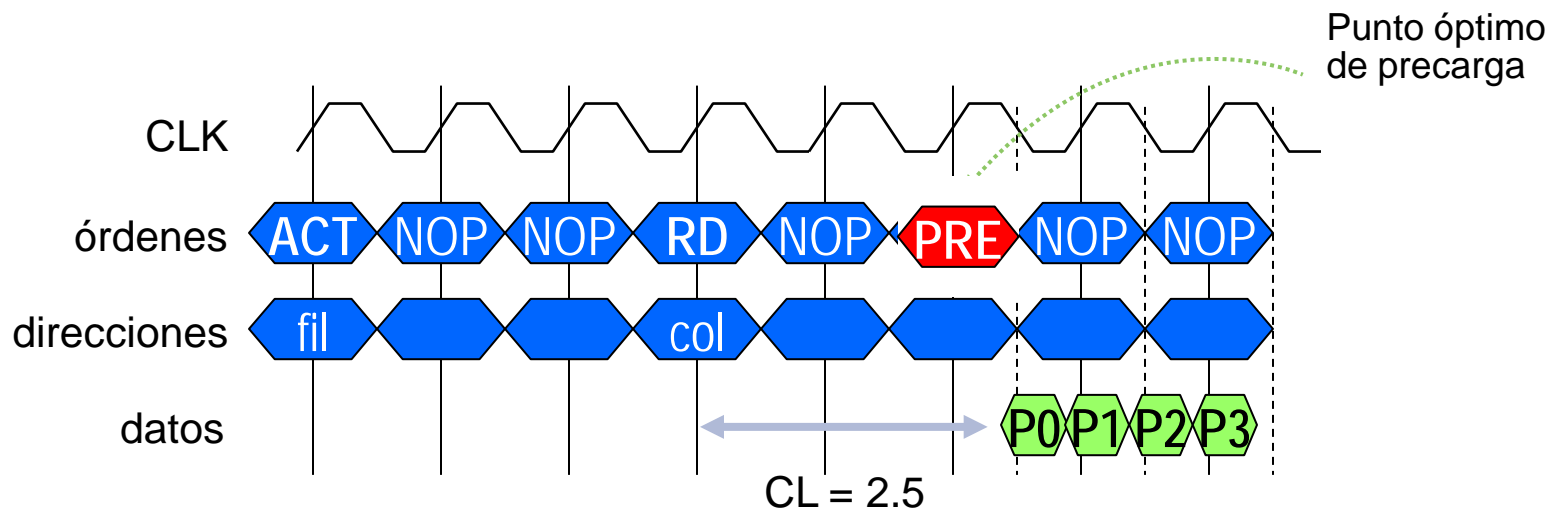 Punto óptimo
de precarga
CLK
órdenes ACT NOP NOP RD NOP PRE NOP NOP
direcciones fil col
datos P0 P1 P2 P3
CL = 2.5